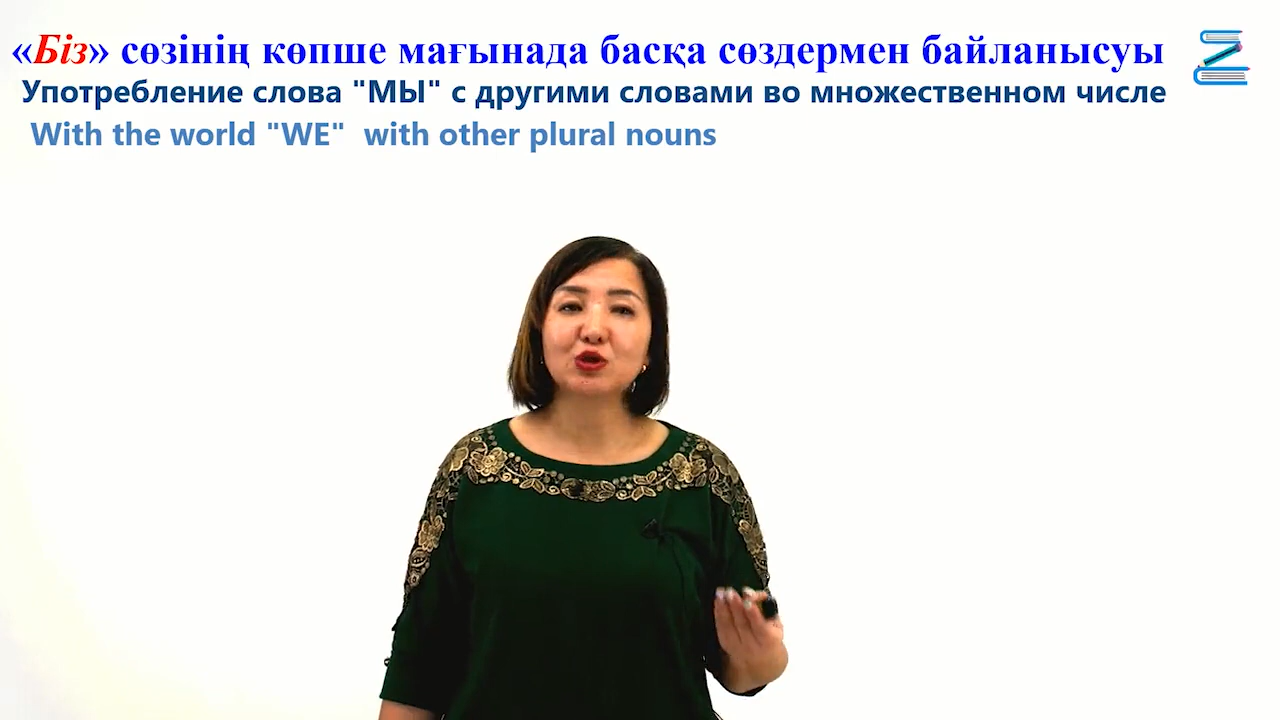 «Біз» сөзінің көпше мағынада басқа сөздермен байланысуы
Употребление слова "МЫ" с другими словами во множественном числе
With the world "WE" with other plural nouns